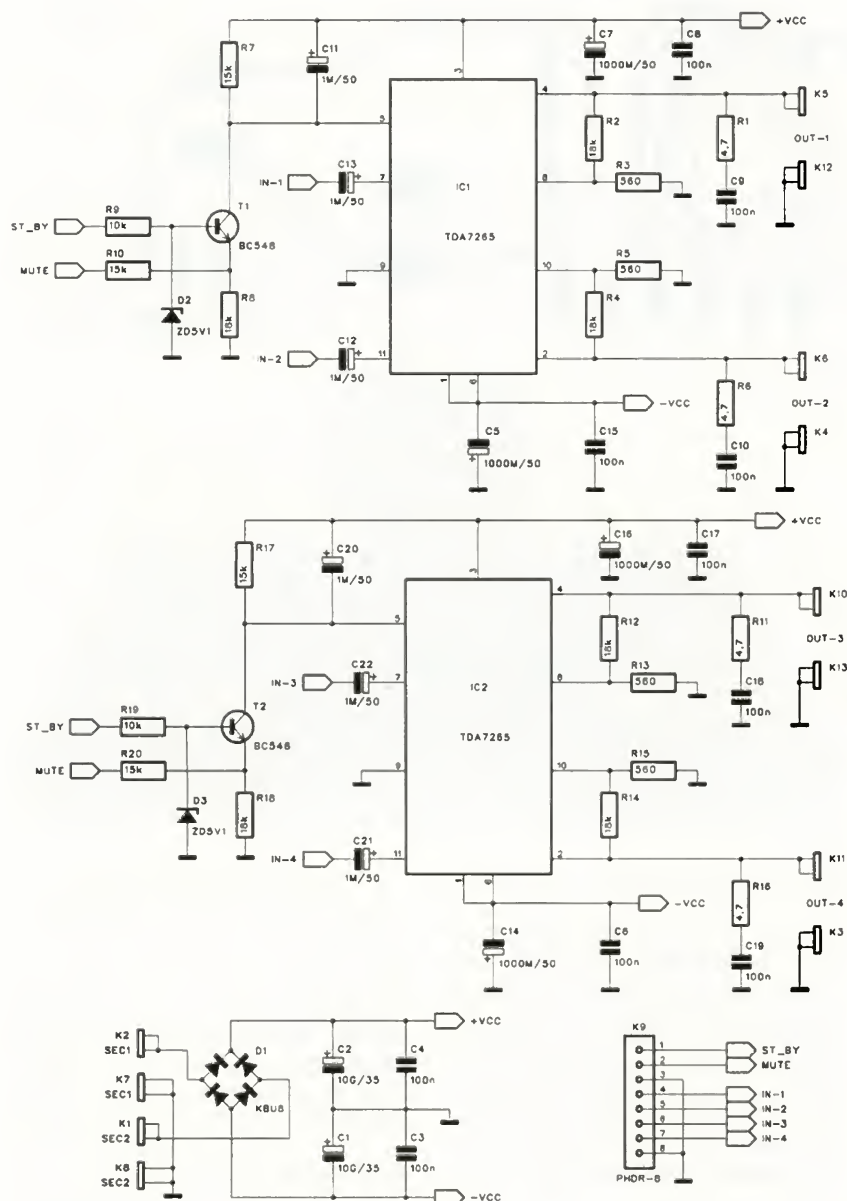 +VCC
R7
15k
C11
1M/50
C7
1000M/50
C8
100n
3
4
K5
R2
18k
R1
4,7
OUT-1
5
C13
IN-1
1M/50
7
IC1
TDA7265
8
R3
560
C9
100n
K12
T1
BC548
ST_BY
R9
10k
MUTE
R10
15k
R8
18k
D2
ZD5V1
9
10
R5
560
R4
18k
IN-2
C12
1M/50
11
2
K6
1
6
-VCC
R6
4,7
OUT-2
C5
1000M/50
C15
100n
C10
100n
K4
+VCC
R17
15k
C20
1M/50
C16
1000M/50
C17
100n
3
4
K10
R12
18k
R11
4,7
OUT-3
5
C22
IN-3
1M/50
7
IC2
TDA7265
8
R13
560
C18
100n
K13
T2
BC548
ST_BY
R19
10k
MUTE
R20
15k
R18
18k
D3
ZD5V1
9
10
R15
560
R14
18k
IN-4
C21
1M/50
11
2
K11
1
6
-VCC
R16
4,7
OUT-4
C14
1000M/50
C6
100n
C19
100n
K3
+VCC
K2
SEC1
K7
SEC1
K1
SEC2
K8
SEC2
D1
KBU8
C2
10G/35
C4
100n
C1
10G/35
C3
100n
-VCC
K9
1
ST_BY
2
MUTE
3
4
IN-1
5
IN-2
6
IN-3
7
IN-4
8
PHDR-8